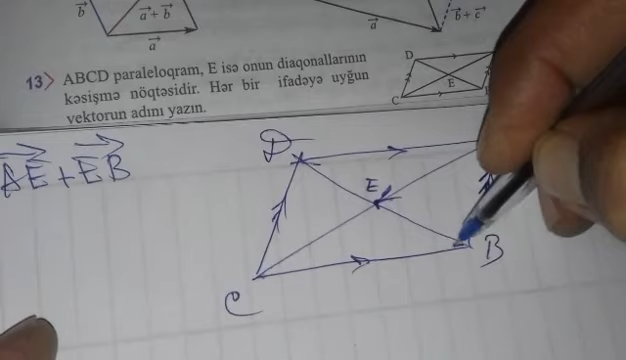 b
a + b
a
a
b + c
13> ABCD paraleloqram, E isə onun diaqonallarının
kəsişmə nöqtəsidir. Hər bir ifadəyə uyğun
vektorun adını yazın.
D
E
C
AE + EB
D
E
B
C